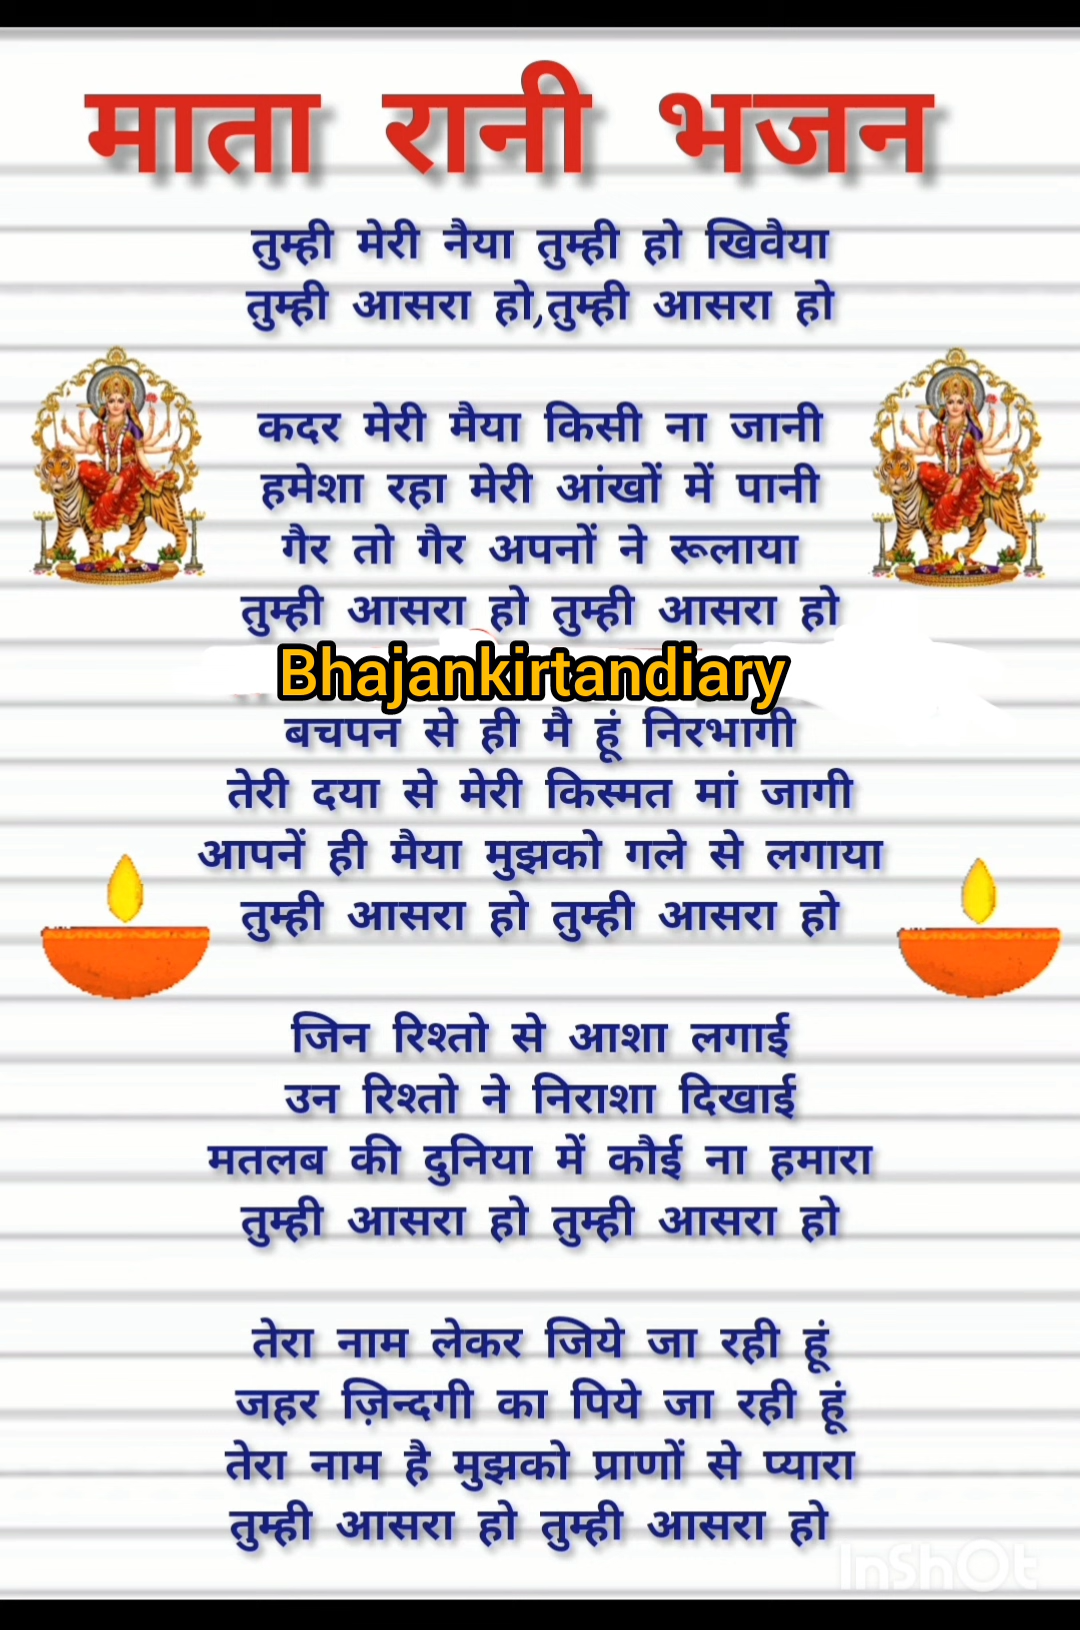 माता रानी भजन
तुम्ही मेरी नैया तुम्ही हो खिवैया
तुम्ही आसरा हो,तुम्ही आसरा हो
कदर मेरी मैया किसी ना जानी
हमेशा रहा मेरी आंखों में पानी
गैर तो गैर अपनों ने रूलाया
तुम्ही आसरा हो तुम्ही आसरा हो
Bhajankirtandiary
बचपन से ही मै हूं निरभागी
तेरी दया से मेरी किस्मत मां जागी
आपनें ही मैया मुझको गले से लगाया
तुम्ही आसरा हो तुम्ही आसरा हो
जिन रिश्तो से आशा लगाई
उन रिश्तो ने निराशा दिखाई
मतलब की दुनिया में कौई ना हमारा
तुम्ही आसरा हो तुम्ही आसरा हो
तेरा नाम लेकर जिये जा रही हूं
जहर ज़िन्दगी का पिये जा रही हूं
तेरा नाम है मुझको प्राणों से प्यारा
तुम्ही आसरा हो तुम्ही आसरा हो
InShOt